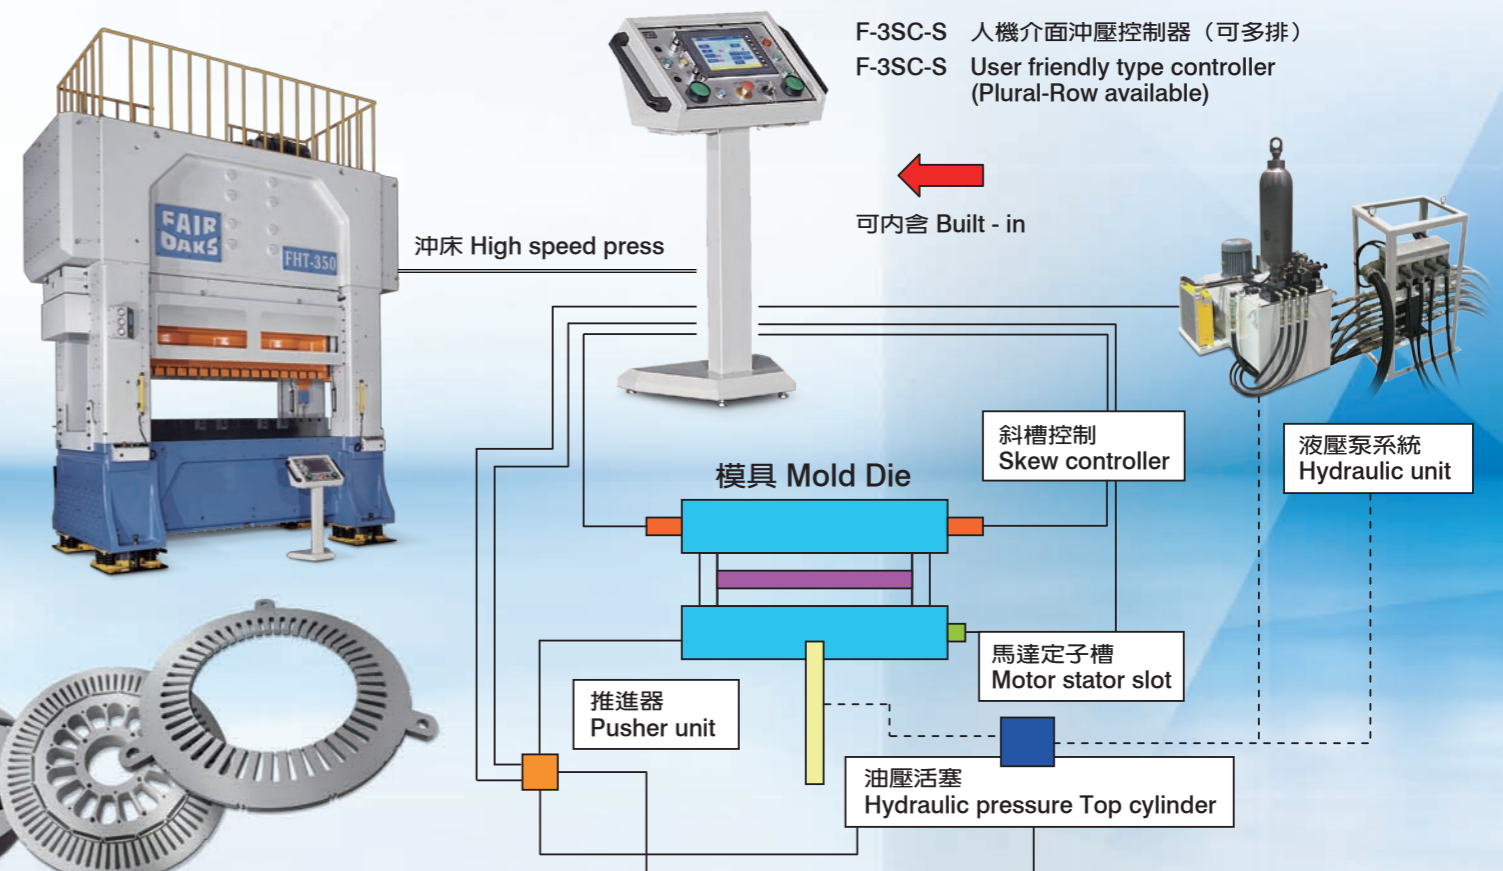 F-3SC-S 人機介面沖壓控制器（可多排）
F-3SC-S User friendly type controller
(Plural-Row available)
FAIR
DAKS
FHT-350
沖床 High speed press
可內含 Built - in
斜槽控制
Skew controller
液壓泵系統
Hydraulic unit
模具 Mold Die
馬達定子槽
Motor stator slot
推進器
Pusher unit
油壓活塞
Hydraulic pressure Top cylinder